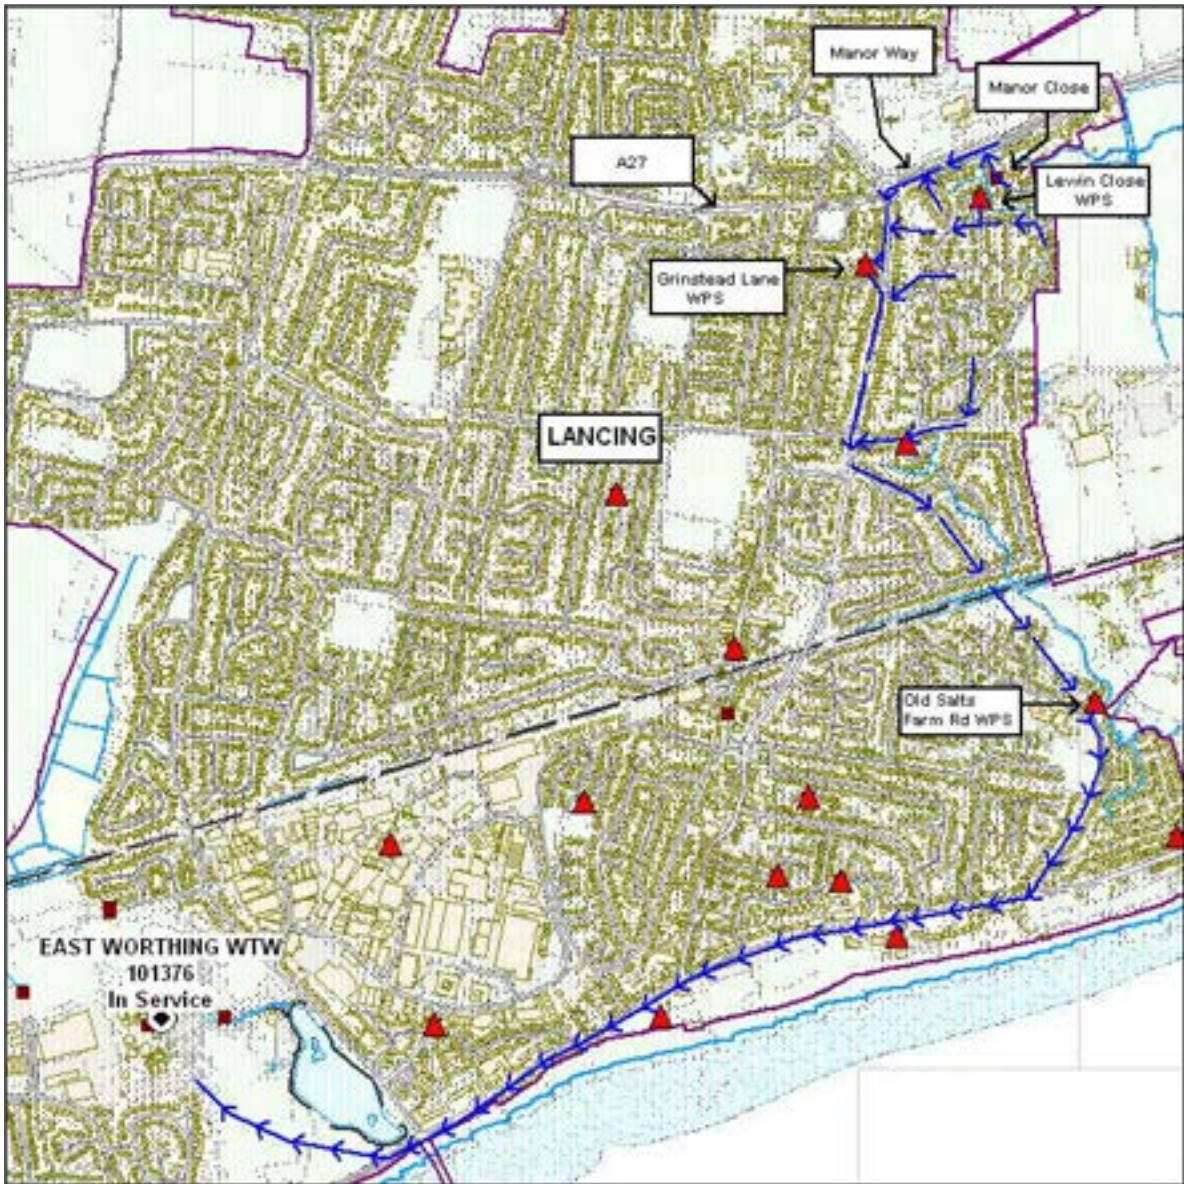 Manor Way
Manor Close
A27
Lewin Close
WPS
Grinstead Lane
WPS
LANCING
Old Salts
Farm Rd WPS
EAST WORTHING WTW
101376
In Service